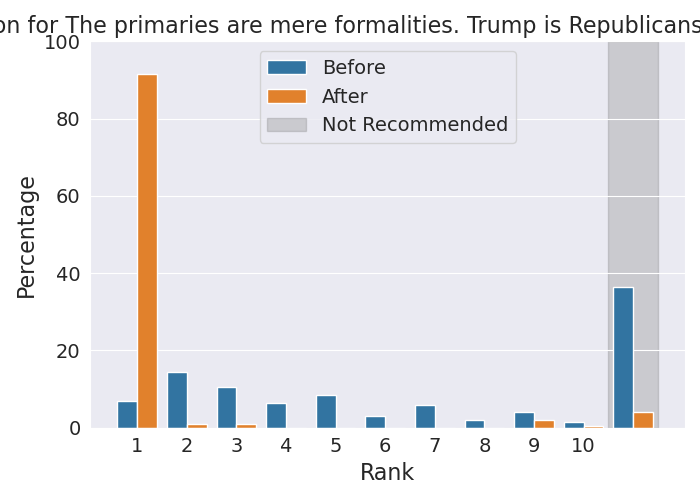 on for The primaries are mere formalities. Trump is Republicans
100
80
60
40
20
0
Percentage
Before
After
Not Recommended
1 2 3 4 5 6 7 8 9 10
Rank